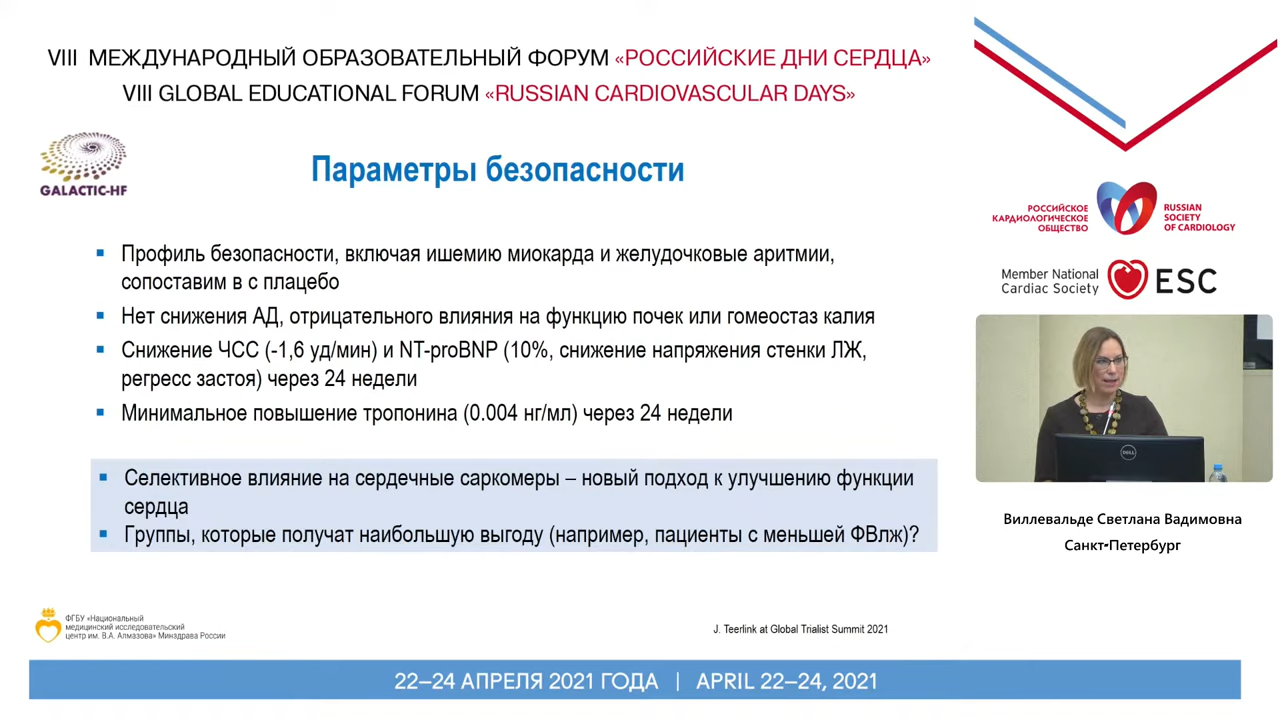 VIII МЕЖДУНАРОДНЫЙ ОБРАЗОВАТЕЛЬНЫЙ ФОРУМ «РОССИЙСКИЕ ДНИ СЕРДЦА»
VIII GLOBAL EDUCATIONAL FORUM «RUSSIAN CARDIOVASCULAR DAYS»
GALACTIC-HF
Параметры безопасности
Профиль безопасности, включая ишемию миокарда и желудочковые аритмии,
сопоставим в с плацебо
Нет снижения АД, отрицательного влияния на функцию почек или гомеостаз калия
Снижение ЧСС (-1,6 уд/мин) и NT-proBNP (10%, снижение напряжения стенки ЛЖ,
регресс застоя) через 24 недели
Минимальное повышение тропонина (0.004 нг/мл) через 24 недели
Селективное влияние на сердечные саркомеры – новый подход к улучшению функции
сердца
Группы, которые получат наибольшую выгоду (например, пациенты с меньшей ФВлж)?
ФГБУ «Национальный
медицинский исследовательский
центр им. В.А. Алмазова» Минздрава России
J. Teerlink at Global Trialist Summit 2021
РОССИЙСКОЕ
КАРДИОЛОГИЧЕСКОЕ
ОБЩЕСТВО
RUSSIAN
SOCIETY
OF CARDIOLOGY
Member National
Cardiac Society
ESC
DELL
Виллевальде Светлана Вадимовна
Санкт-Петербург
22–24 АПРЕЛЯ 2021 ГОДА | APRIL 22–24, 2021